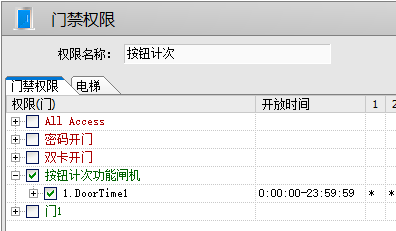 门禁权限
权限名称: 按钮计次
门禁权限 电梯
权限(门) 开放时间 1 2
All Access
密码开门
双卡开门
按钮计次功能闸机
1.DoorTime1 0:00:00-23:59:59 * *
门1